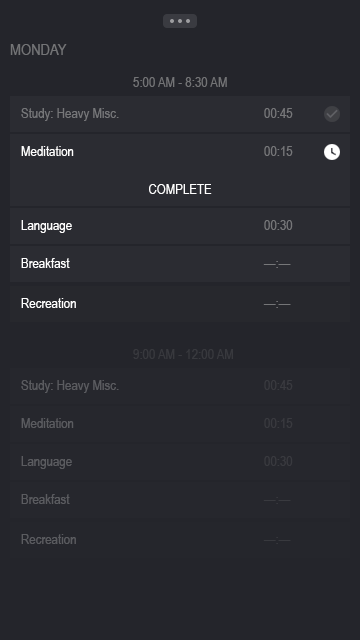 MONDAY
5:00 AM - 8:30 AM
Study: Heavy Misc. 00:45
Meditation 00:15
COMPLETE
Language 00:30
Breakfast —:—
Recreation —:—
9:00 AM - 12:00 AM
Study: Heavy Misc. 00:45
Meditation 00:15
Language 00:30
Breakfast —:—
Recreation —:—